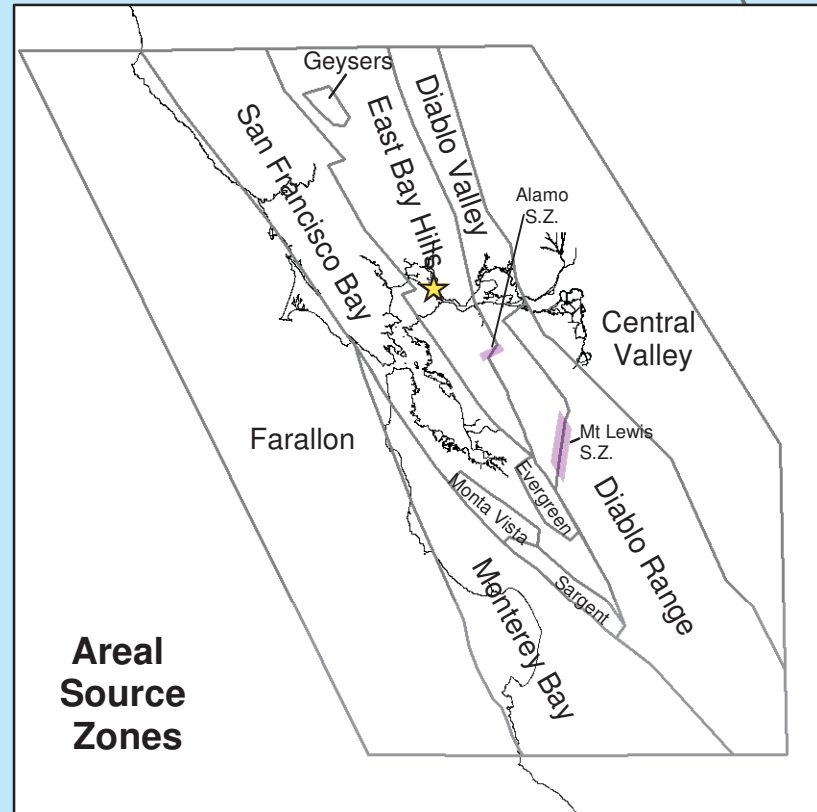 Geysers
San Francisco Bay
East Bay Hills
Diablo Valley
Alamo
S.Z.
Central
Valley
Farallon
Mt Lewis
S.Z.
Evergreen
Monta Vista
Diablo Range
Sargent
Monterey Bay
Areal
Source
Zones